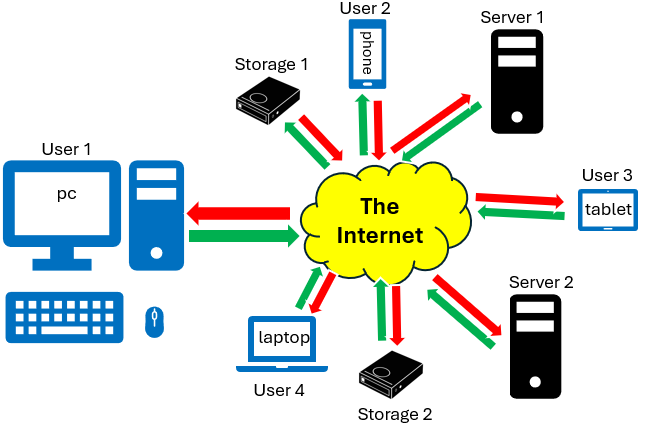 User 2
Server 1
phone
Storage 1
User 1
pc
User 3
tablet
The
Internet
Server 2
laptop
User 4
Storage 2